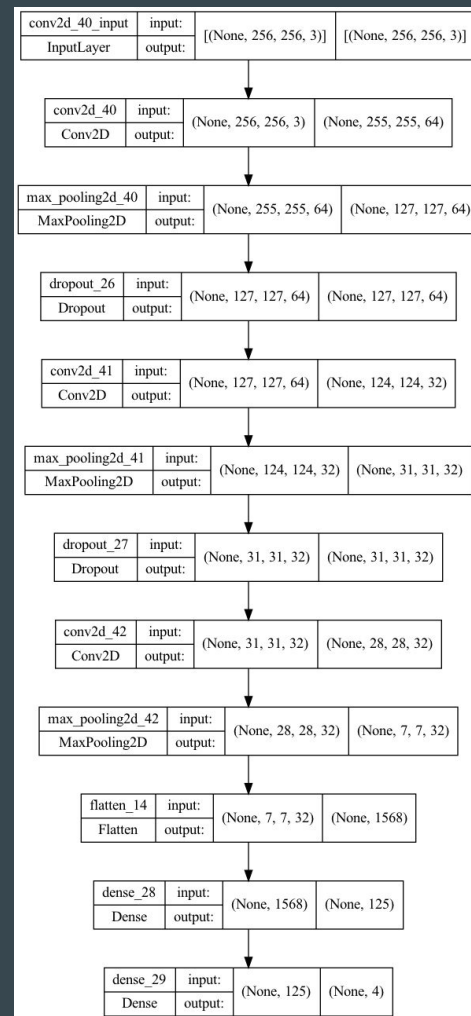 conv2d_40_input input: [(None, 256, 256, 3)] [(None, 256, 256, 3)]
InputLayer output:
conv2d_40 input: (None, 256, 256, 3) (None, 255, 255, 64)
Conv2D output:
max_pooling2d_40 input: (None, 255, 255, 64) (None, 127, 127, 64)
MaxPooling2D output:
dropout_26 input: (None, 127, 127, 64) (None, 127, 127, 64)
Dropout output:
conv2d_41 input: (None, 127, 127, 64) (None, 124, 124, 32)
Conv2D output:
max_pooling2d_41 input: (None, 124, 124, 32) (None, 31, 31, 32)
MaxPooling2D output:
dropout_27 input: (None, 31, 31, 32) (None, 31, 31, 32)
Dropout output:
conv2d_42 input: (None, 31, 31, 32) (None, 28, 28, 32)
Conv2D output:
max_pooling2d_42 input: (None, 28, 28, 32) (None, 7, 7, 32)
MaxPooling2D output:
flatten_14 input: (None, 7, 7, 32) (None, 1568)
Flatten output:
dense_28 input: (None, 1568) (None, 125)
Dense output:
dense_29 input: (None, 125) (None, 4)
Dense output: